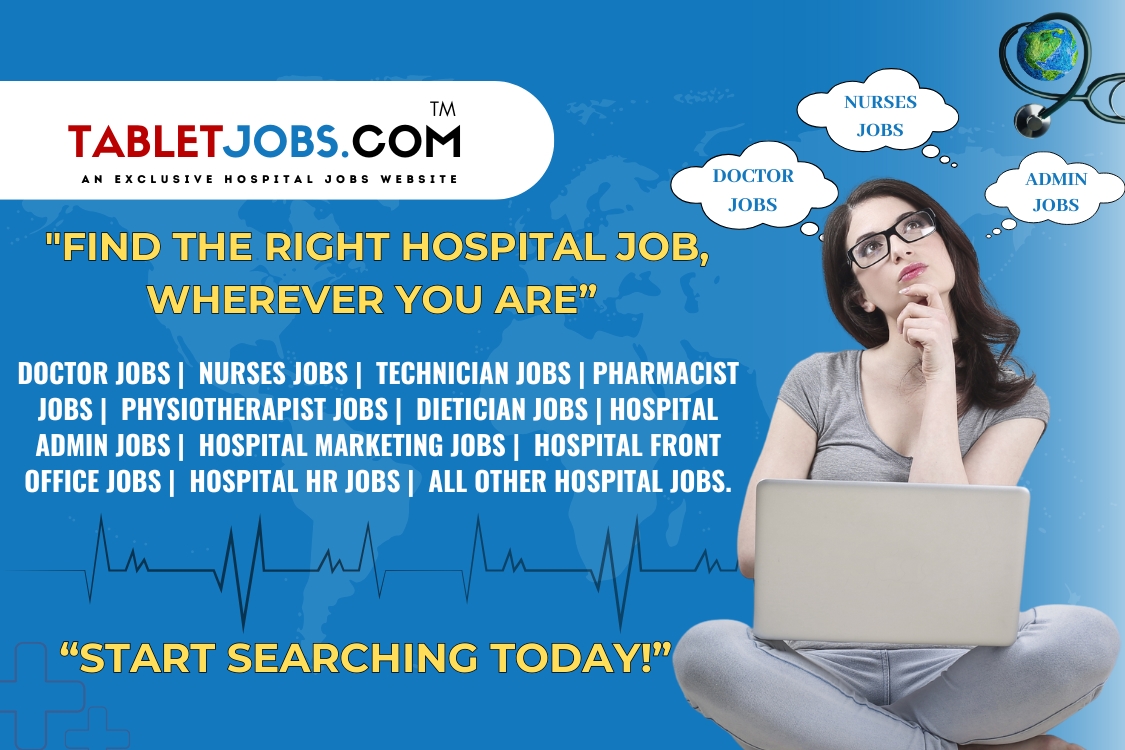 TM
TABLETJOBS.COM
AN EXCLUSIVE HOSPITAL JOBS WEBSITE
NURSES
JOBS
DOCTOR
JOBS
ADMIN
JOBS
"FIND THE RIGHT HOSPITAL JOB,
WHEREVER YOU ARE”
DOCTOR JOBS | NURSES JOBS | TECHNICIAN JOBS | PHARMACIST
JOBS | PHYSIOTHERAPIST JOBS | DIETICIAN JOBS | HOSPITAL
ADMIN JOBS | HOSPITAL MARKETING JOBS | HOSPITAL FRONT
OFFICE JOBS | HOSPITAL HR JOBS | ALL OTHER HOSPITAL JOBS.
“START SEARCHING TODAY!”